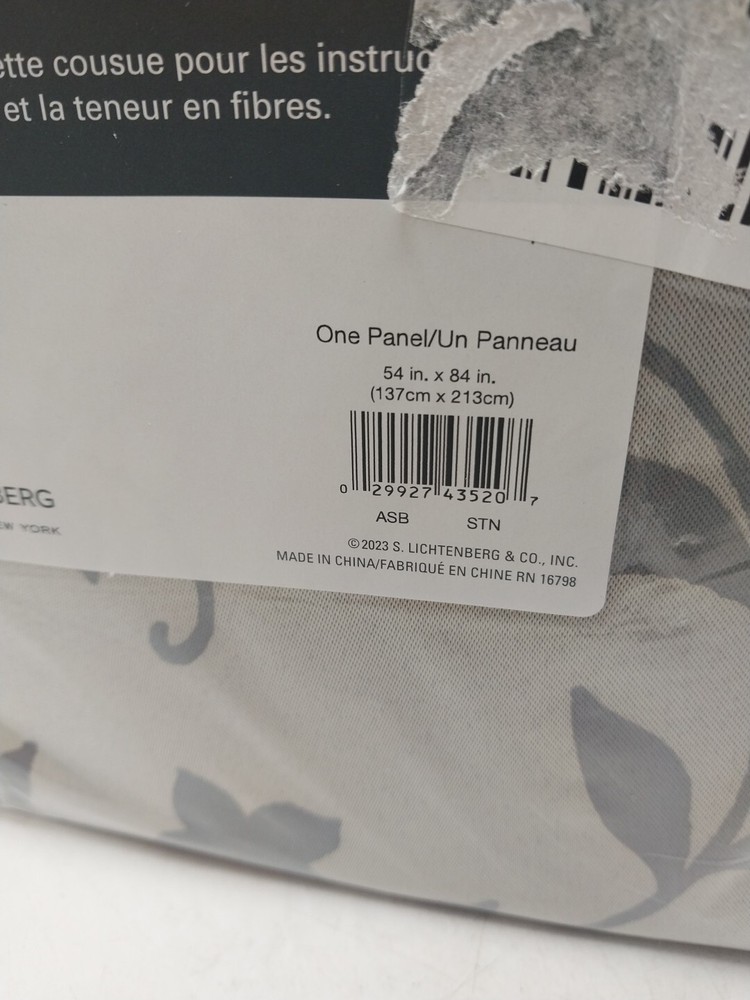 ette cousue pour les instruc
et la teneur en fibres.
One Panel/Un Panneau
54 in. x 84 in.
(137cm x 213cm)
0 29927 43520 7
ASB STN
BERG
EW YORK
©2023 S. LICHTENBERG & CO., INC.
MADE IN CHINA/FABRIQUÉ EN CHINE RN 16798